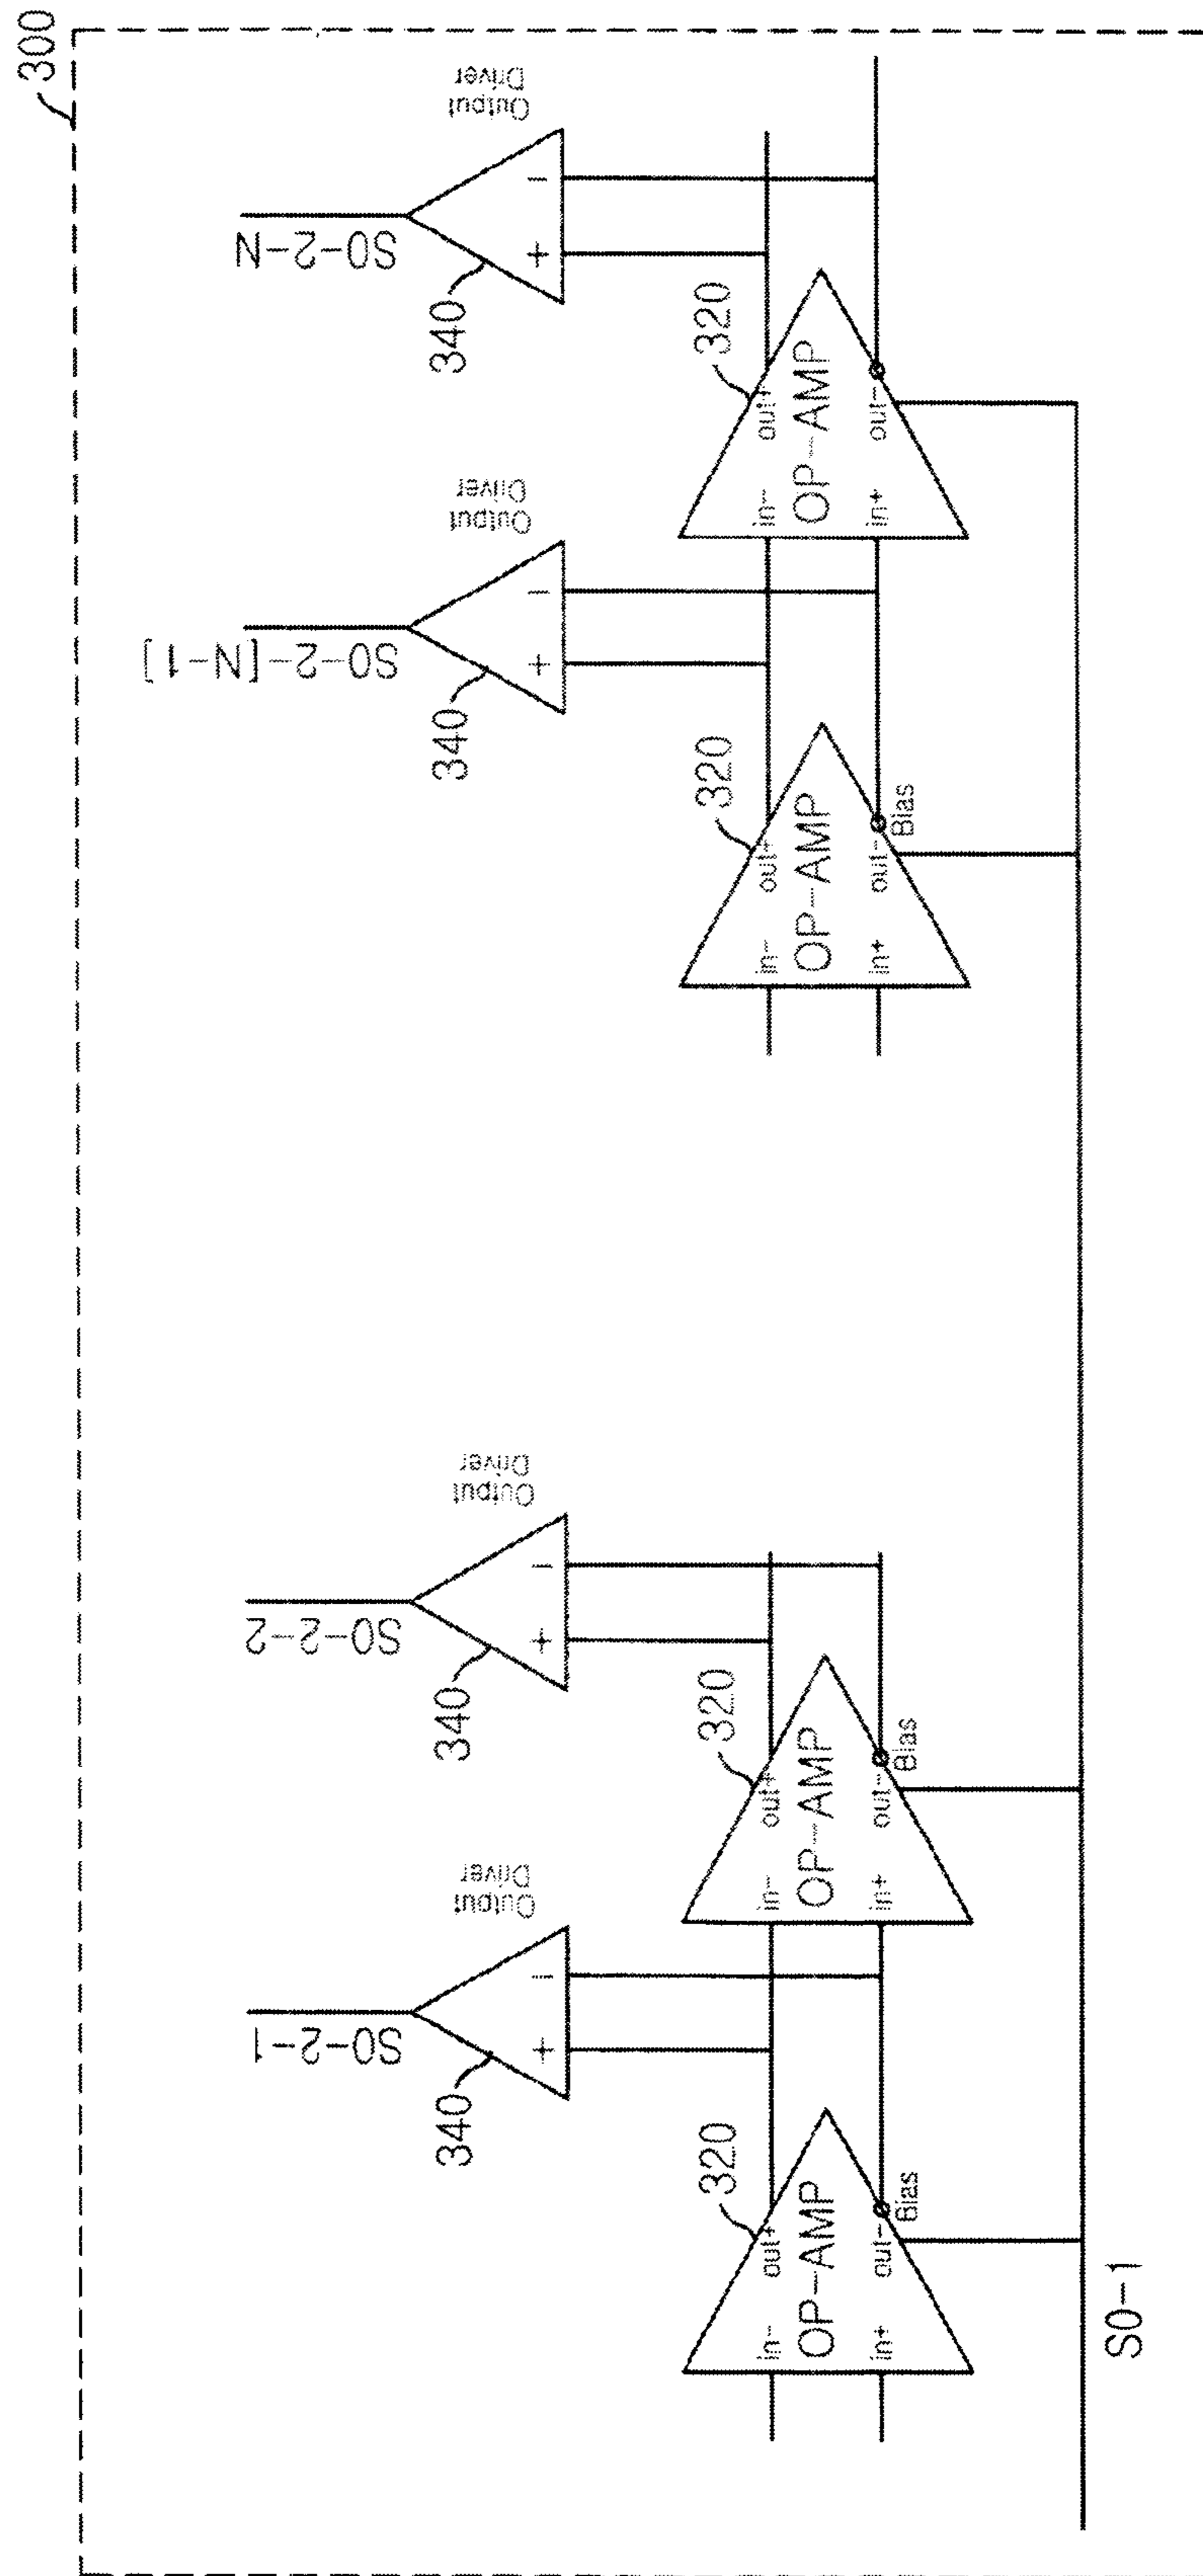 300
Output
Driver
SO-2-N
340
320
out+
OP-AMP
out-
in-
in+
Output
Driver
SO-2-[N-1]
340
320
out+
OP-AMP
out-
Bias
in-
in+
Output
Driver
SO-2-2
340
320
out+
OP-AMP
out-
Bias
in-
in+
Output
Driver
SO-2-1
340
320
out+
OP-AMP
out-
Bias
in-
in+
SO-1
+ -
+ -
+ -
+ -